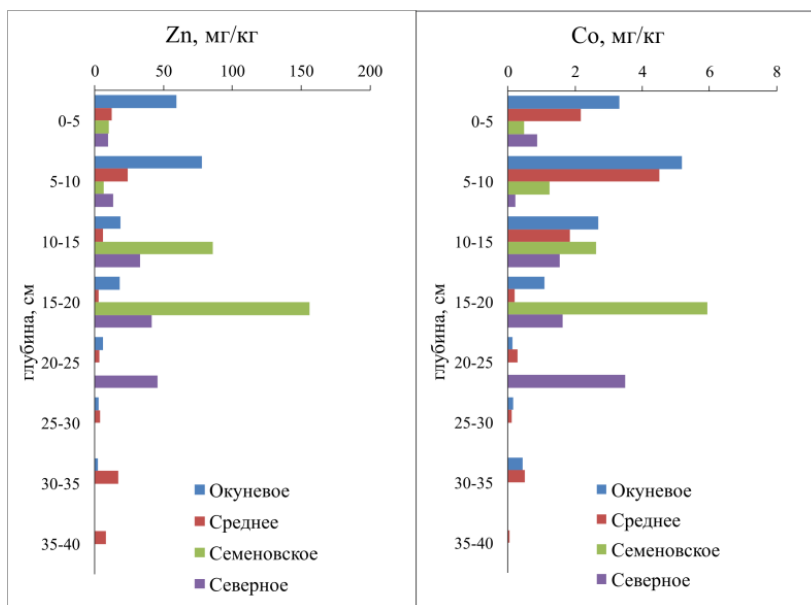 Zn, мг/кг
0 50 100 150 200
0-5
5-10
10-15
15-20
20-25
25-30
30-35
35-40
глубина, см
Окуневое
Среднее
Семеновское
Северное
Co, мг/кг
0 2 4 6 8
0-5
5-10
10-15
15-20
20-25
25-30
30-35
35-40
глубина, см
Окуневое
Среднее
Семеновское
Северное